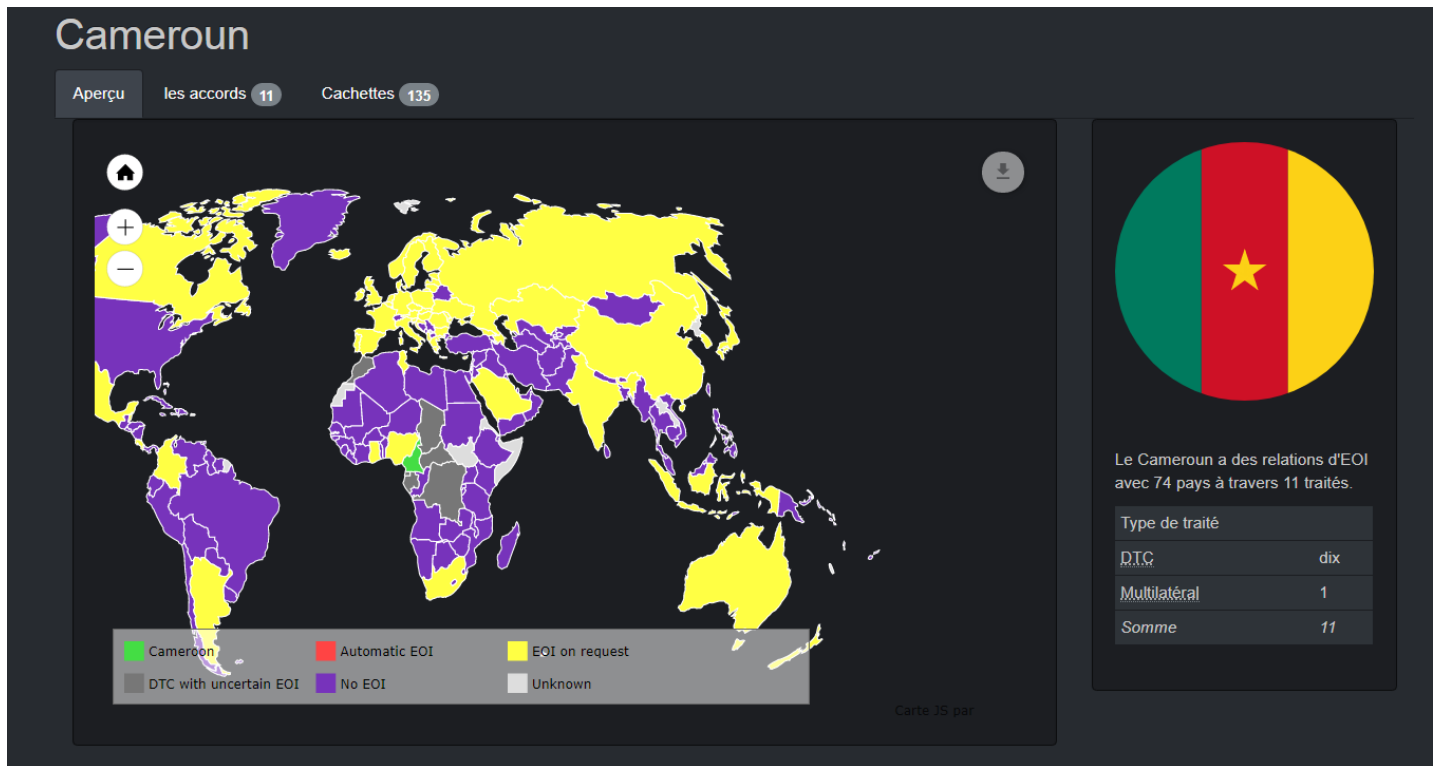 Cameroun
Aperçu les accords 11 Cachettes 135
Le Cameroun a des relations d'EOI
avec 74 pays à travers 11 traités.
Type de traité
DTC dix
Multilatéral 1
Somme 11
Cameroon Automatic EOI EOI on request
DTC with uncertain EOI No EOI Unknown
Carte JS par